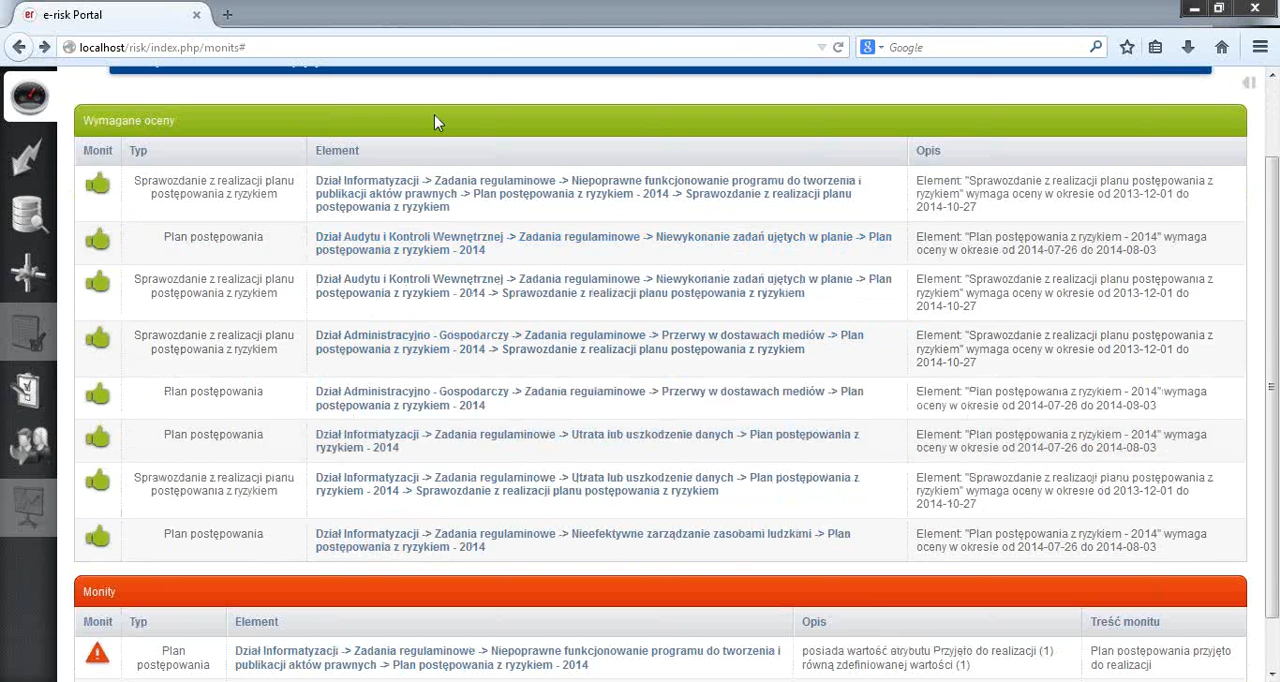 e-risk Portal
localhost/risk/index.php/monits#
Google
Wymagane oceny
Monit Typ Element Opis
Sprawozdanie z realizacji planu
postępowania z ryzykiem
Dział Informatyzacji -> Zadania regulaminowe -> Niepoprawne funkcjonowanie programu do tworzenia i
publikacji aktów prawnych -> Plan postępowania z ryzykiem - 2014 -> Sprawozdanie z realizacji planu
postępowania z ryzykiem
Element: "Sprawozdanie z realizacji planu postępowania z
ryzykiem" wymaga oceny w okresie od 2013-12-01 do
2014-10-27
Plan postępowania
Dział Audytu i Kontroli Wewnętrznej -> Zadania regulaminowe -> Niewykonanie zadań ujętych w planie -> Plan
postępowania z ryzykiem - 2014
Element: "Plan postępowania z ryzykiem - 2014" wymaga
oceny w okresie od 2014-07-26 do 2014-08-03
Sprawozdanie z realizacji planu
postępowania z ryzykiem
Dział Audytu i Kontroli Wewnętrznej -> Zadania regulaminowe -> Niewykonanie zadań ujętych w planie -> Plan
postępowania z ryzykiem - 2014 -> Sprawozdanie z realizacji planu postępowania z ryzykiem
Element: "Sprawozdanie z realizacji planu postępowania z
ryzykiem" wymaga oceny w okresie od 2013-12-01 do
2014-10-27
Sprawozdanie z realizacji planu
postępowania z ryzykiem
Dział Administracyjno - Gospodarczy -> Zadania regulaminowe -> Przerwy w dostawach mediów -> Plan
postępowania z ryzykiem - 2014 -> Sprawozdanie z realizacji planu postępowania z ryzykiem
Element: "Sprawozdanie z realizacji planu postępowania z
ryzykiem" wymaga oceny w okresie od 2013-12-01 do
2014-10-27
Plan postępowania
Dział Administracyjno - Gospodarczy -> Zadania regulaminowe -> Przerwy w dostawach mediów -> Plan
postępowania z ryzykiem - 2014
Element: "Plan postępowania z ryzykiem - 2014" wymaga
oceny w okresie od 2014-07-26 do 2014-08-03
Plan postępowania
Dział Informatyzacji -> Zadania regulaminowe -> Utrata lub uszkodzenie danych -> Plan postępowania z
ryzykiem - 2014
Element: "Plan postępowania z ryzykiem - 2014" wymaga
oceny w okresie od 2014-07-26 do 2014-08-03
Sprawozdanie z realizacji planu
postępowania z ryzykiem
Dział Informatyzacji -> Zadania regulaminowe -> Utrata lub uszkodzenie danych -> Plan postępowania z
ryzykiem - 2014 -> Sprawozdanie z realizacji planu postępowania z ryzykiem
Element: "Sprawozdanie z realizacji planu postępowania z
ryzykiem" wymaga oceny w okresie od 2013-12-01 do
2014-10-27
Plan postępowania
Dział Informatyzacji -> Zadania regulaminowe -> Nieefektywne zarządzanie zasobami ludzkimi -> Plan
postępowania z ryzykiem - 2014
Element: "Plan postępowania z ryzykiem - 2014" wymaga
oceny w okresie od 2014-07-26 do 2014-08-03
Monity
Monit Typ Element Opis Treść monitu
Plan
postępowania
Dział Informatyzacji -> Zadania regulaminowe -> Niepoprawne funkcjonowanie programu do tworzenia i
publikacji aktów prawnych -> Plan postępowania z ryzykiem - 2014
posiada wartość atrybutu Przyjęto do realizacji (1)
równą zdefiniowanej wartości (1)
Plan postępowania przyjęto
do realizacji